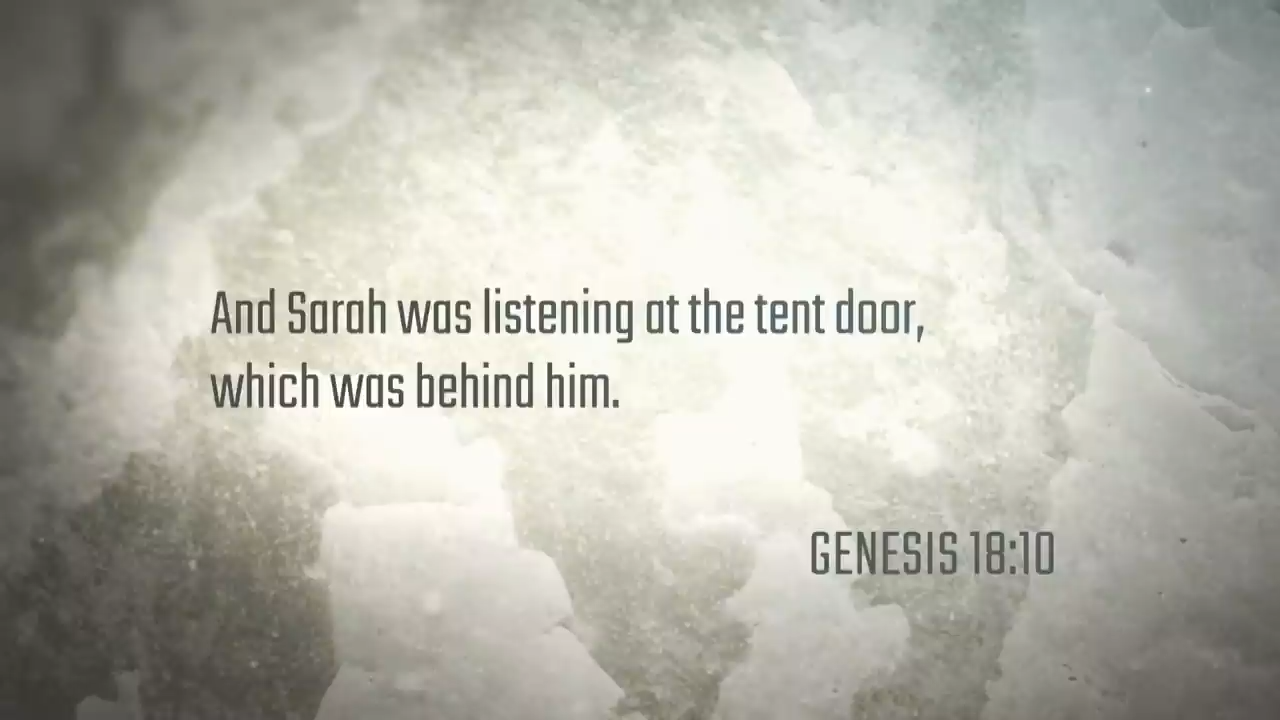 And Sarah was listening at the tent door,
which was behind him.
GENESIS 18:10